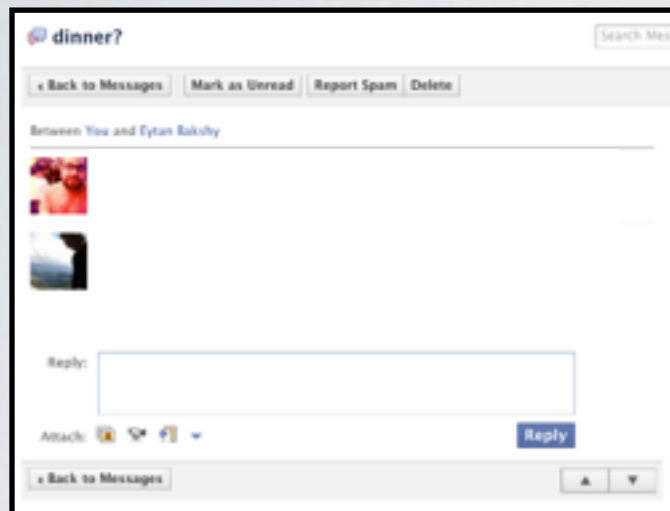 dinner?
Search Mes
‹ Back to Messages Mark as Unread Report Spam Delete
Between You and Eytan Bakshy
Reply:
Attach:
Reply
‹ Back to Messages